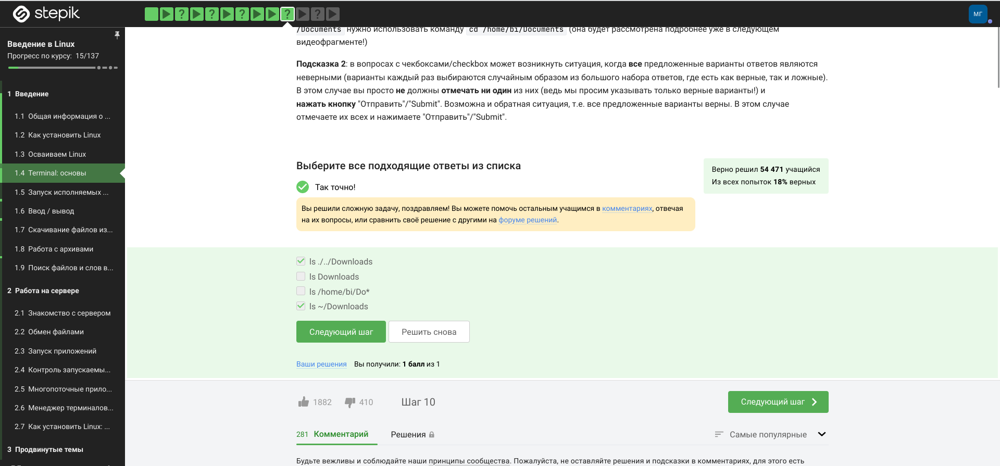 stepik
МГ
Введение в Linux
Прогресс по курсу: 15/137
1 Введение
1.1 Общая информация о ...
1.2 Как установить Linux
1.3 Осваиваем Linux
1.4 Terminal: основы
1.5 Запуск исполняемых ...
1.6 Ввод / вывод
1.7 Скачивание файлов из...
1.8 Работа с архивами
1.9 Поиск файлов и слов в...
2 Работа на сервере
2.1 Знакомство с сервером
2.2 Обмен файлами
2.3 Запуск приложений
2.4 Контроль запускаемы...
2.5 Многопоточные прило...
2.6 Менеджер терминалов...
2.7 Как установить Linux: ...
3 Продвинутые темы
/Documents нужно использовать команду cd /home/bi/Documents (она будет рассмотрена подробнее уже в следующем
видеофрагменте!)
Подсказка 2: в вопросах с чекбоксами/checkbox может возникнуть ситуация, когда все предложенные варианты ответов являются
неверными (варианты каждый раз выбираются случайным образом из большого набора ответов, где есть как верные, так и ложные).
В этом случае вы просто не должны отмечать ни один из них (ведь мы просим указывать только верные варианты!) и
нажать кнопку "Отправить"/"Submit". Возможна и обратная ситуация, т.е. все предложенные варианты верны. В этом случае
отмечаете их всех и нажимаете "Отправить"/"Submit".
Выберите все подходящие ответы из списка
Верно решил 54 471 учащийся
Из всех попыток 18% верных
Так точно!
Вы решили сложную задачу, поздравляем! Вы можете помочь остальным учащимся в комментариях, отвечая
на их вопросы, или сравнить своё решение с другими на форуме решений.
ls ./../Downloads
ls Downloads
ls /home/bi/Do*
ls ~/Downloads
Следующий шаг
Решить снова
Ваши решения Вы получили: 1 балл из 1
1882 410 Шаг 10
Следующий шаг
281 Комментарий
Решения
Самые популярные
Будьте вежливы и соблюдайте наши принципы сообщества. Пожалуйста, не оставляйте решения и подсказки в комментариях, для этого есть